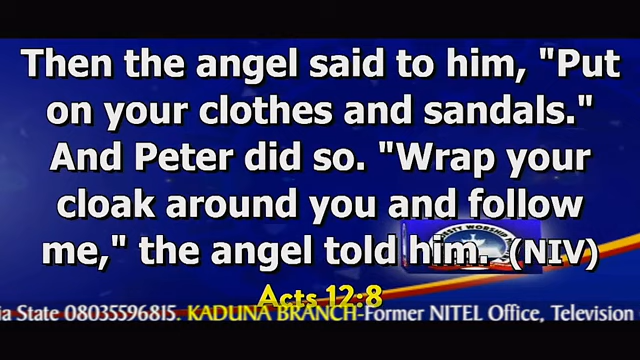 Then the angel said to him, "Put
on your clothes and sandals."
And Peter did so. "Wrap your
cloak around you and follow
me," the angel told him. (NIV)
Acts 12:8
ia State 08035596815. KADUNA BRANCH-Former NITEL Office, Television